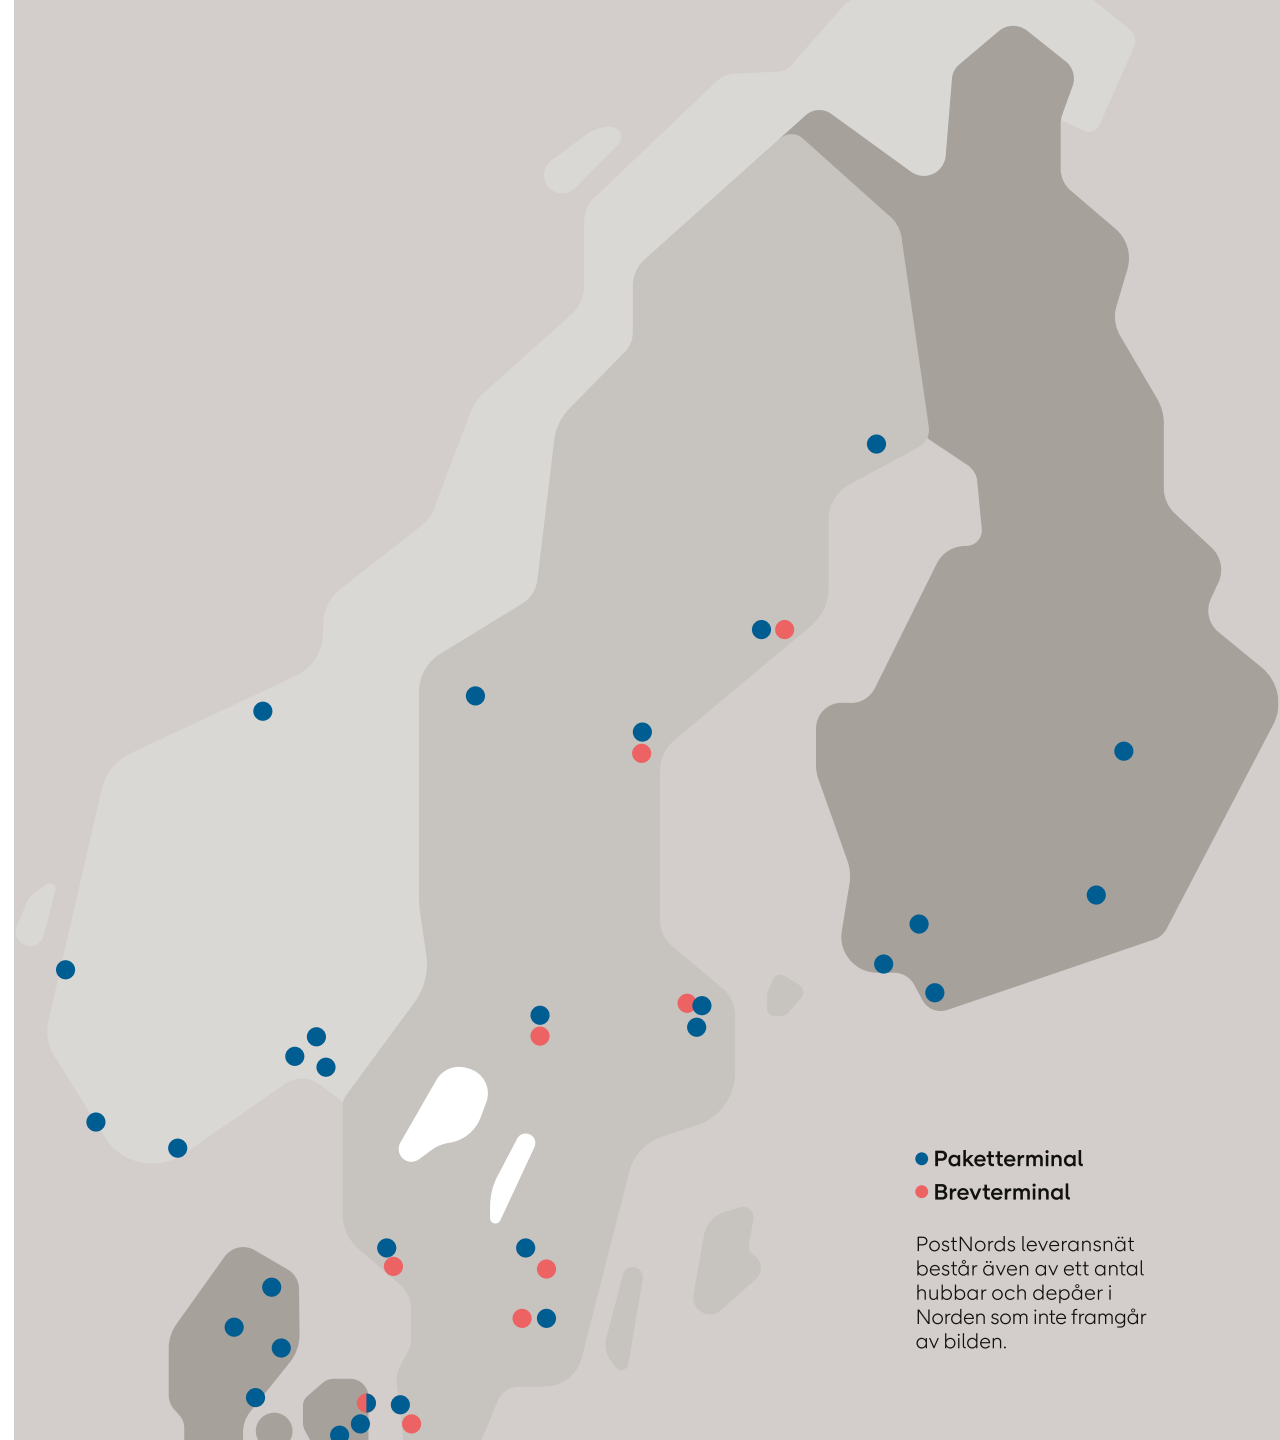 Paketterminal
Brevterminal
PostNords leveransnät
består även av ett antal
hubbar och depåer i
Norden som inte framgår
av bilden.